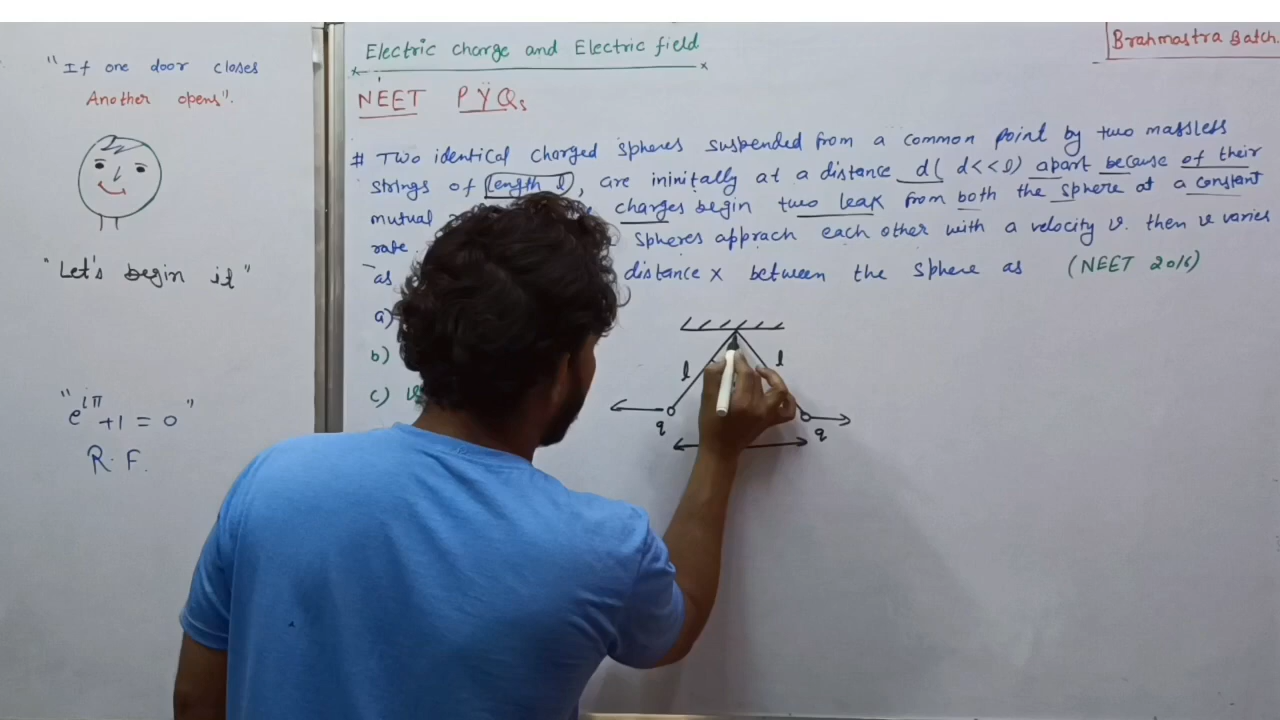 "If one door closes
Another opens".
"Let's begin it"
"e^iπ +1 = 0"
R. F.
Electric charge and Electric field
Brahmastra Batch.
NEET PYQs
# Two identical charged spheres suspended from a common point by two massless
strings of length l, are ininitally at a distance d( d<<l) apart because of their
mutual charges begin two leak from both the sphere at a constant
rate. spheres apprach each other with a velocity v. then v varies
as distance x between the sphere as (NEET 2016)
a)
b)
c) v
l l
q q